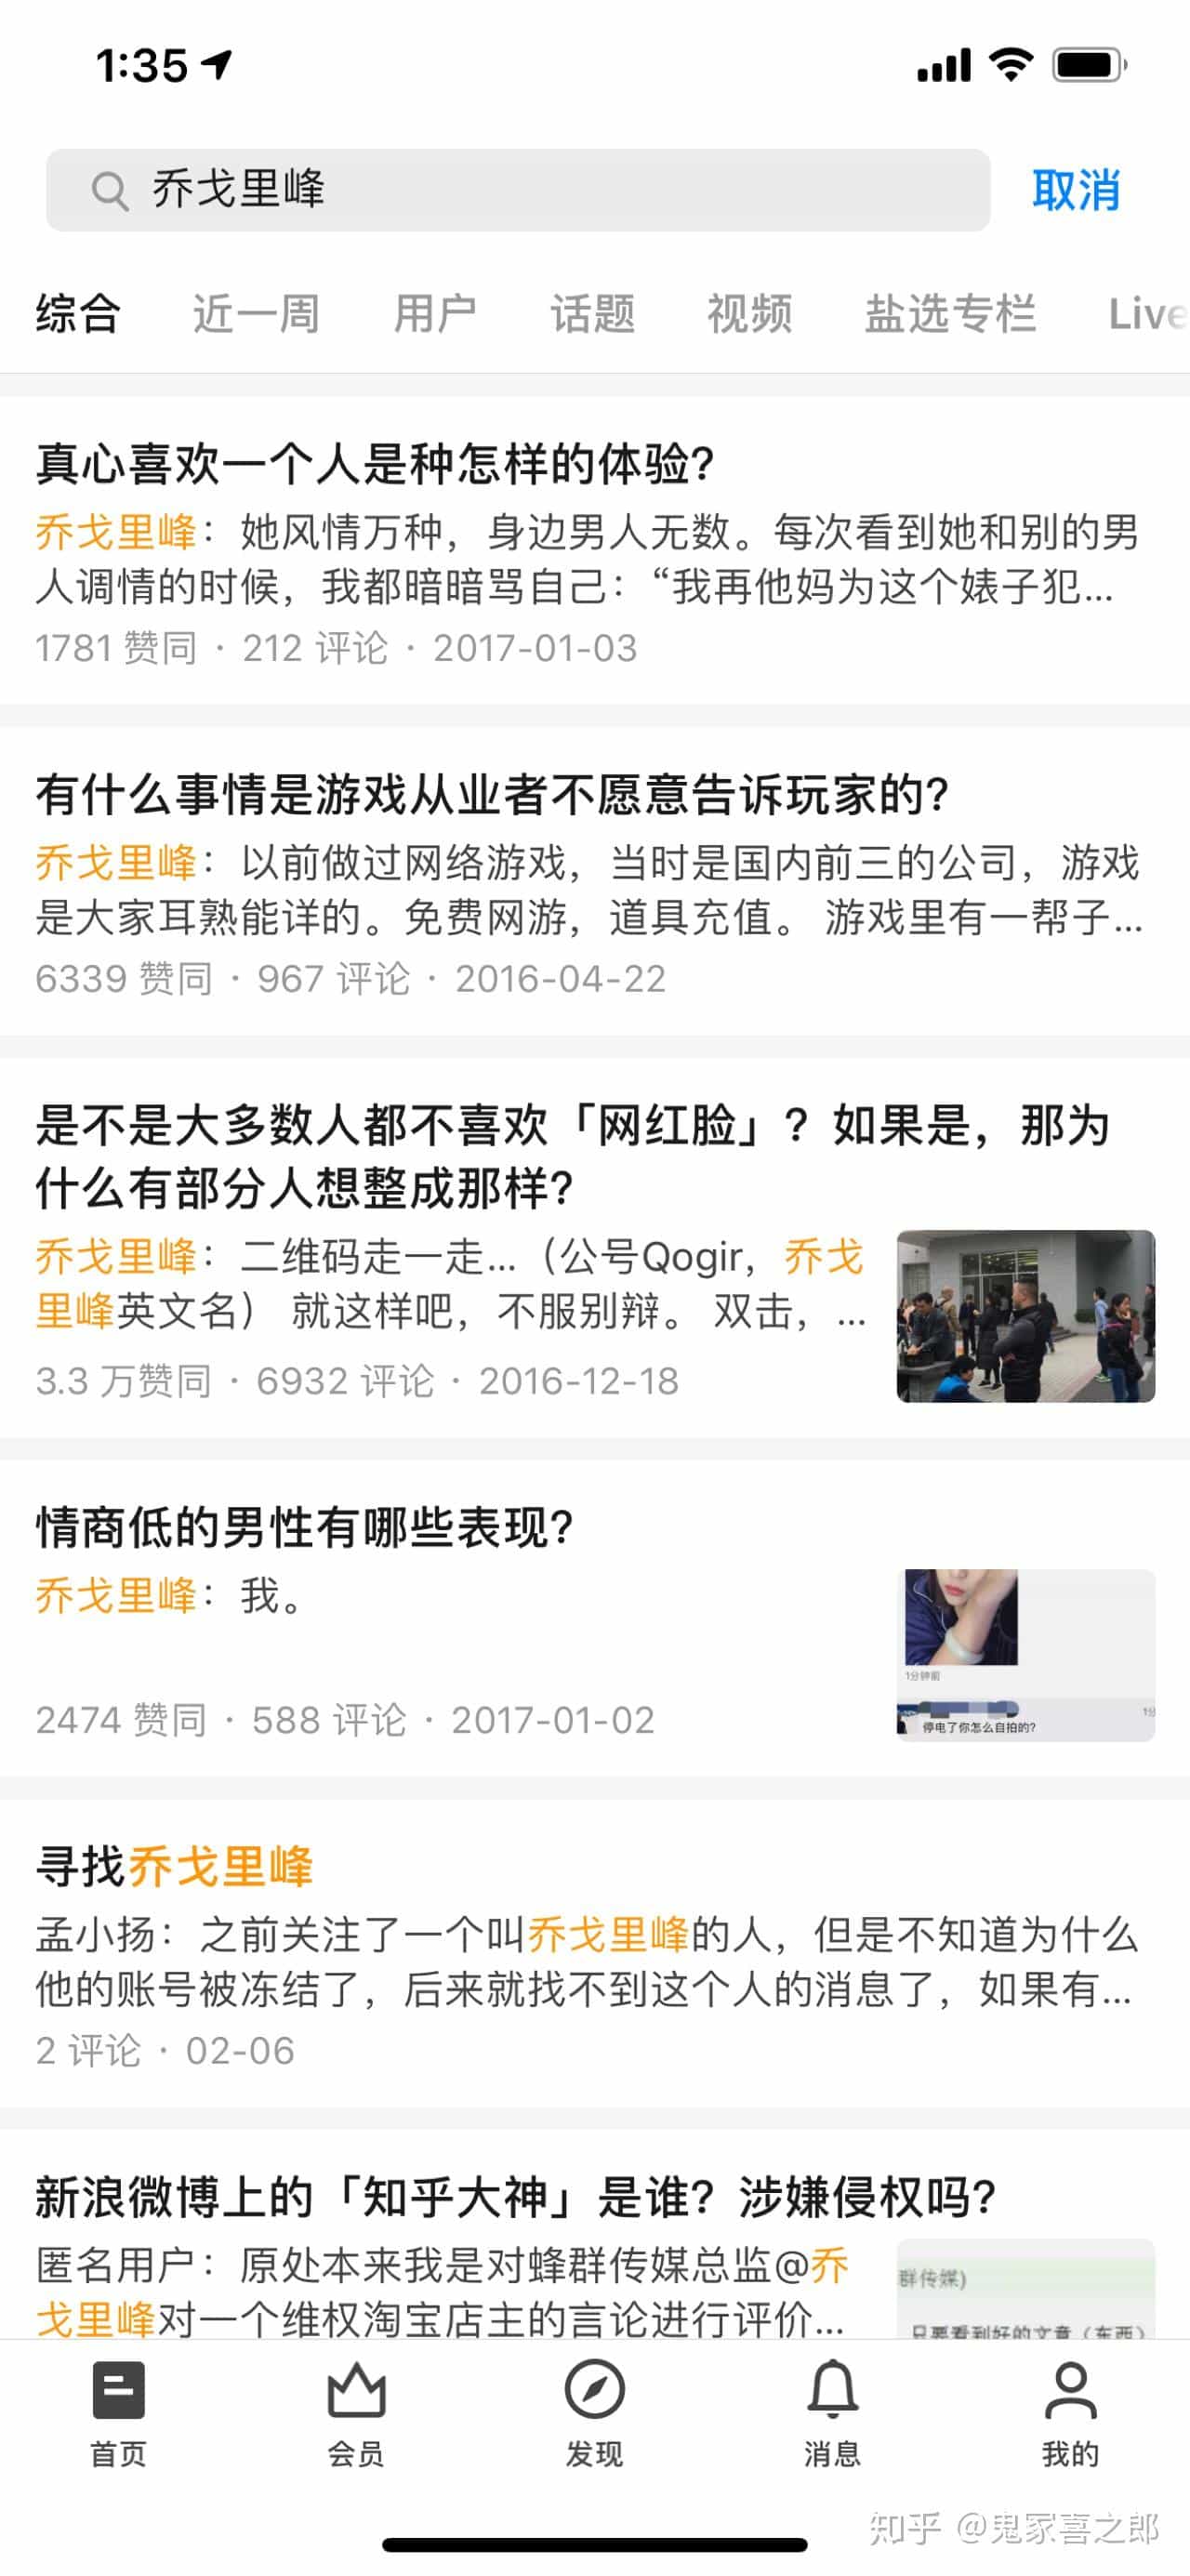 1:35
乔戈里峰
取消
综合 近一周 用户 话题 视频 盐选专栏 Live
真心喜欢一个人是种怎样的体验?
乔戈里峰：她风情万种，身边男人无数。每次看到她和别的男
人调情的时候，我都暗暗骂自己：“我再他妈为这个婊子犯...
1781 赞同 · 212 评论 · 2017-01-03
有什么事情是游戏从业者不愿意告诉玩家的?
乔戈里峰：以前做过网络游戏，当时是国内前三的公司，游戏
是大家耳熟能详的。免费网游，道具充值。 游戏里有一帮子...
6339 赞同 · 967 评论 · 2016-04-22
是不是大多数人都不喜欢「网红脸」? 如果是，那为
什么有部分人想整成那样?
乔戈里峰：二维码走一走...（公号Qogir，乔戈
里峰英文名） 就这样吧，不服别辩。 双击，...
3.3 万赞同 · 6932 评论 · 2016-12-18
情商低的男性有哪些表现?
乔戈里峰：我。
1分钟前
停电了你怎么自拍的?
2474 赞同 · 588 评论 · 2017-01-02
寻找乔戈里峰
孟小扬：之前关注了一个叫乔戈里峰的人，但是不知道为什么
他的账号被冻结了，后来就找不到这个人的消息了，如果有...
2 评论 · 02-06
新浪微博上的「知乎大神」是谁? 涉嫌侵权吗?
匿名用户：原处本来我是对蜂群传媒总监@乔
戈里峰对一个维权淘宝店主的言论进行评价...
群传媒)
只要看到好的文章（东西）
首页 会员 发现 消息 我的
知乎 @鬼冢喜之郎